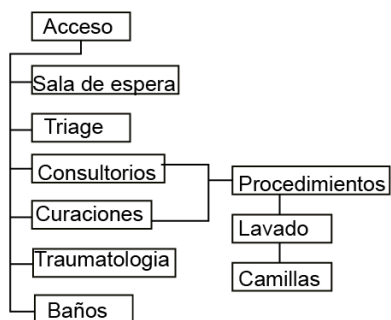 Acceso
Sala de espera
Triage
Consultorios
Procedimientos
Curaciones
Lavado
Traumatologia
Camillas
Baños